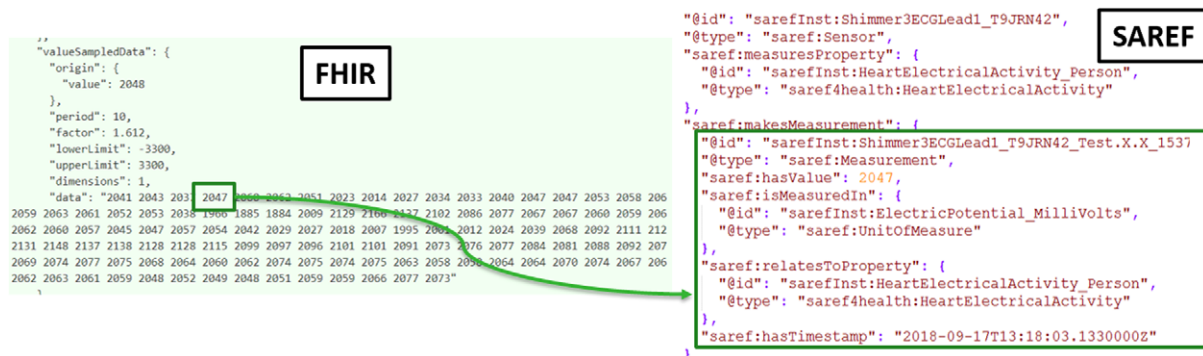 },
"valueSampledData": {
"origin": {
"value": 2048
},
"period": 10,
"factor": 1.612,
"lowerLimit": -3300,
"upperLimit": 3300,
"dimensions": 1,
"data": "2041 2043 2037 2047 2060 2062 2051 2023 2014 2027 2034 2033 2040 2047 2047 2053 2058 206
2059 2063 2061 2052 2053 2038 1966 1885 1884 2009 2129 2166 2137 2102 2086 2077 2067 2067 2060 2059 206
2062 2060 2057 2045 2047 2057 2054 2042 2029 2027 2018 2007 1995 2001 2012 2024 2039 2068 2092 2111 212
2131 2148 2137 2138 2128 2128 2115 2099 2097 2096 2101 2101 2091 2073 2076 2077 2084 2081 2088 2092 207
2069 2074 2077 2075 2068 2064 2060 2062 2074 2075 2074 2075 2063 2058 2058 2064 2064 2070 2074 2067 206
2062 2063 2061 2059 2048 2052 2049 2048 2051 2059 2059 2066 2077 2073"
FHIR
"@id": "sarefInst:Shimmer3ECGLead1_T9JRN42",
"@type": "saref:Sensor",
"saref:measuresProperty": {
"@id": "sarefInst:HeartElectricalActivity_Person",
"@type": "saref4health:HeartElectricalActivity"
},
"saref:makesMeasurement": {
"@id": "sarefInst:Shimmer3ECGLead1_T9JRN42_Test.X.X_1537
"@type": "saref:Measurement",
"saref:hasValue": 2047,
"saref:isMeasuredIn": {
"@id": "sarefInst:ElectricPotential_MilliVolts",
"@type": "saref:UnitOfMeasure"
},
"saref:relatesToProperty": {
"@id": "sarefInst:HeartElectricalActivity_Person",
"@type": "saref4health:HeartElectricalActivity"
},
"saref:hasTimestamp": "2018-09-17T13:18:03.1330000Z"
}
SAREF